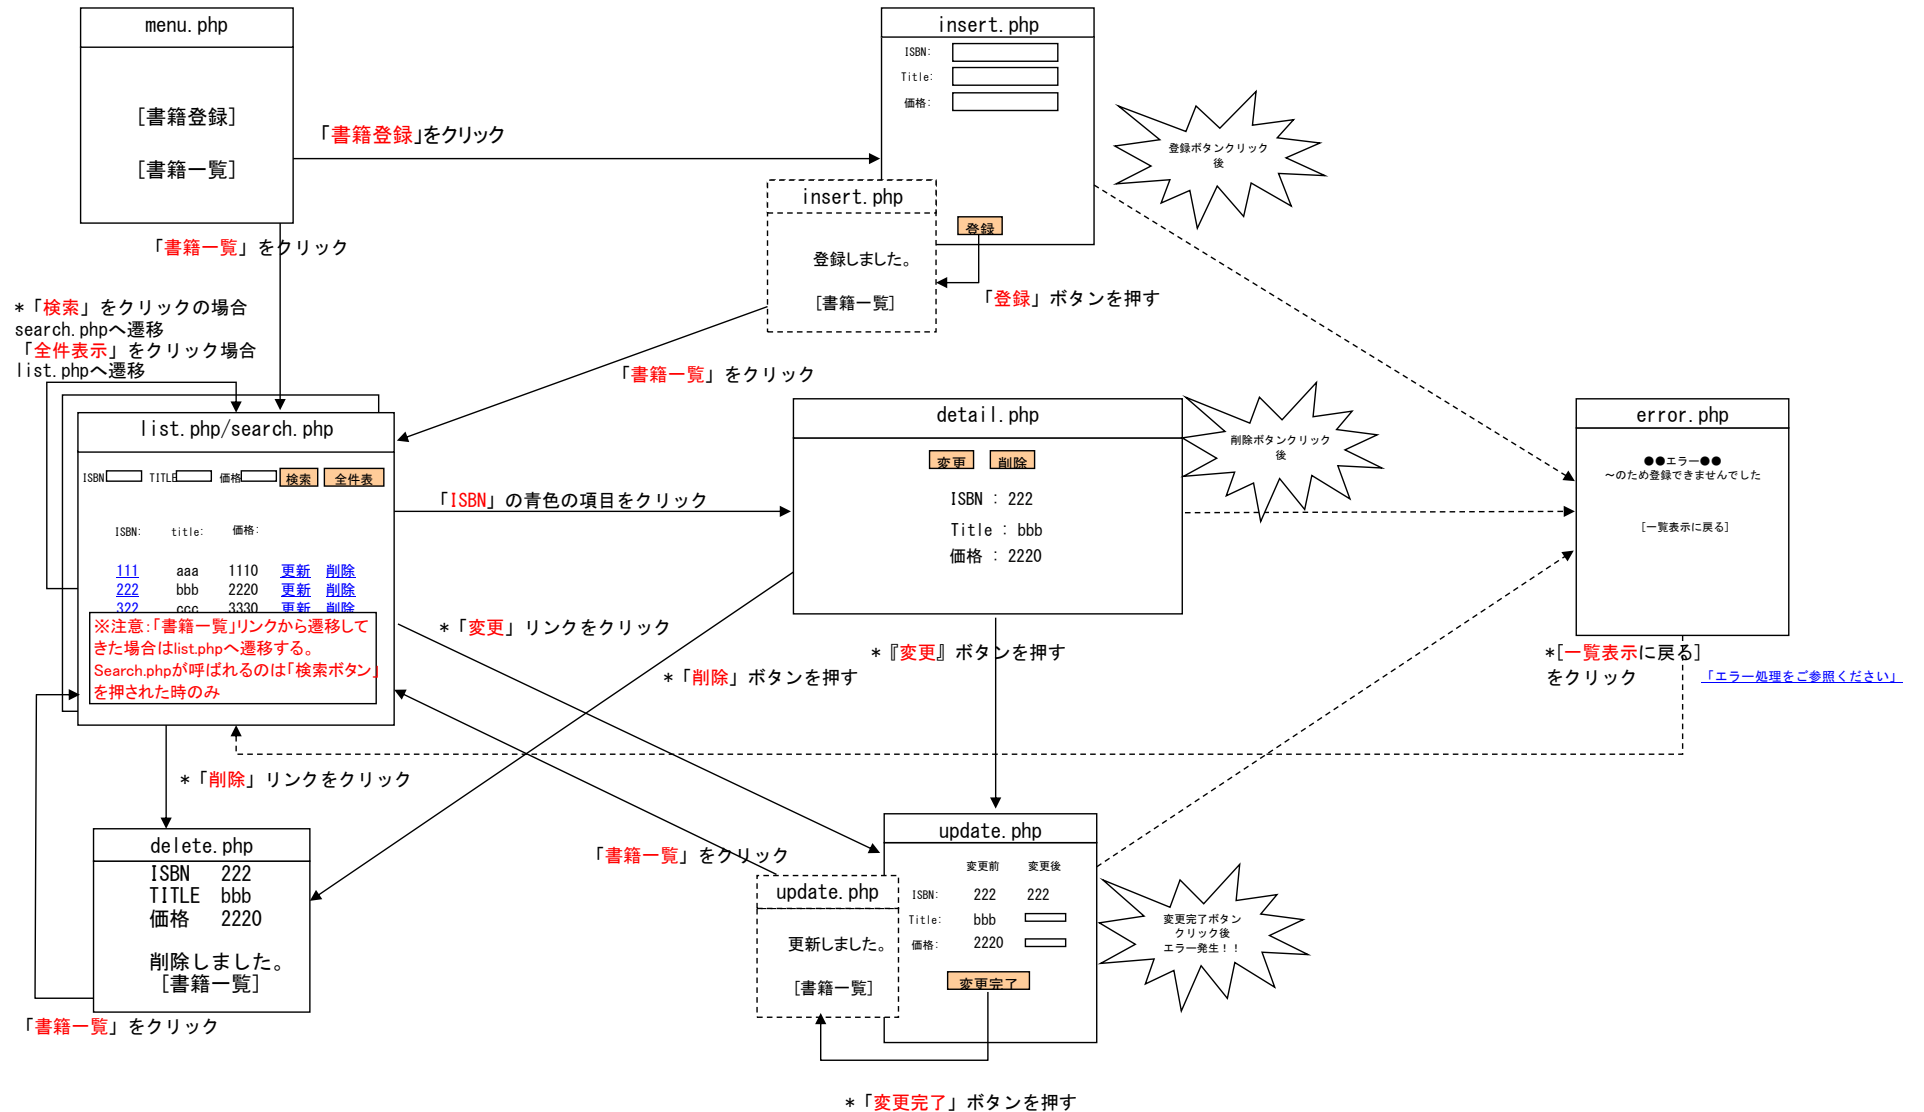 menu.php
[書籍登録]
[書籍一覧]
「書籍登録」をクリック
「書籍一覧」をクリック
insert.php
ISBN:
Title:
価格:
登録
登録ボタンクリック
後
insert.php
登録しました。
[書籍一覧]
「登録」ボタンを押す
*「検索」をクリックの場合
search.phpへ遷移
「全件表示」をクリック場合
list.phpへ遷移
「書籍一覧」をクリック
list.php/search.php
ISBN TITLE 価格 検索 全件表
ISBN: title: 価格:
111 aaa 1110 更新 削除
222 bbb 2220 更新 削除
322 ccc 3330 更新 削除
※注意:「書籍一覧」リンクから遷移して
きた場合はlist.phpへ遷移する。
Search.phpが呼ばれるのは「検索ボタン」
を押された時のみ
「ISBN」の青色の項目をクリック
detail.php
変更 削除
ISBN : 222
Title : bbb
価格 : 2220
削除ボタンクリック
後
error.php
●●エラー●●
～のため登録できませんでした
[一覧表示に戻る]
*「変更」リンクをクリック
*「削除」ボタンを押す
*『変更』ボタンを押す
*[一覧表示に戻る]
をクリック
「エラー処理をご参照ください」
*「削除」リンクをクリック
delete.php
ISBN 222
TITLE bbb
価格 2220
削除しました。
[書籍一覧]
「書籍一覧」をクリック
「書籍一覧」をクリック
update.php
変更前 変更後
ISBN: 222 222
Title: bbb
価格: 2220
変更完了
update.php
更新しました。
[書籍一覧]
変更完了ボタン
クリック後
エラー発生！！
*「変更完了」ボタンを押す